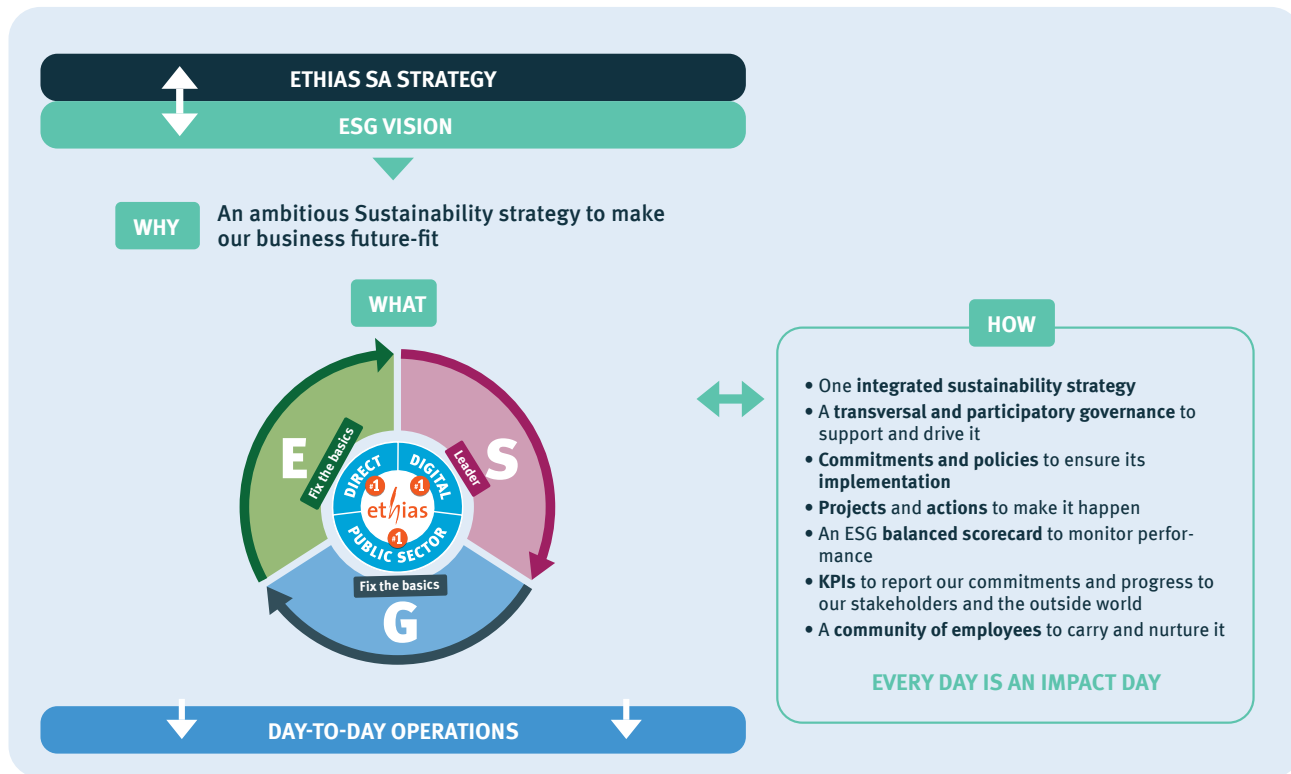 ETHIAS SA STRATEGY
ESG VISION
WHY
An ambitious Sustainability strategy to make
our business future-fit
WHAT
E
Fix the basics
S
Leader
DIRECT
DIGITAL
#1
#1
ethias
#1
PUBLIC SECTOR
Fix the basics
G
HOW
• One integrated sustainability strategy
• A transversal and participatory governance to
support and drive it
• Commitments and policies to ensure its
implementation
• Projects and actions to make it happen
• An ESG balanced scorecard to monitor perfor-
mance
• KPIs to report our commitments and progress to
our stakeholders and the outside world
• A community of employees to carry and nurture it
EVERY DAY IS AN IMPACT DAY
DAY-TO-DAY OPERATIONS